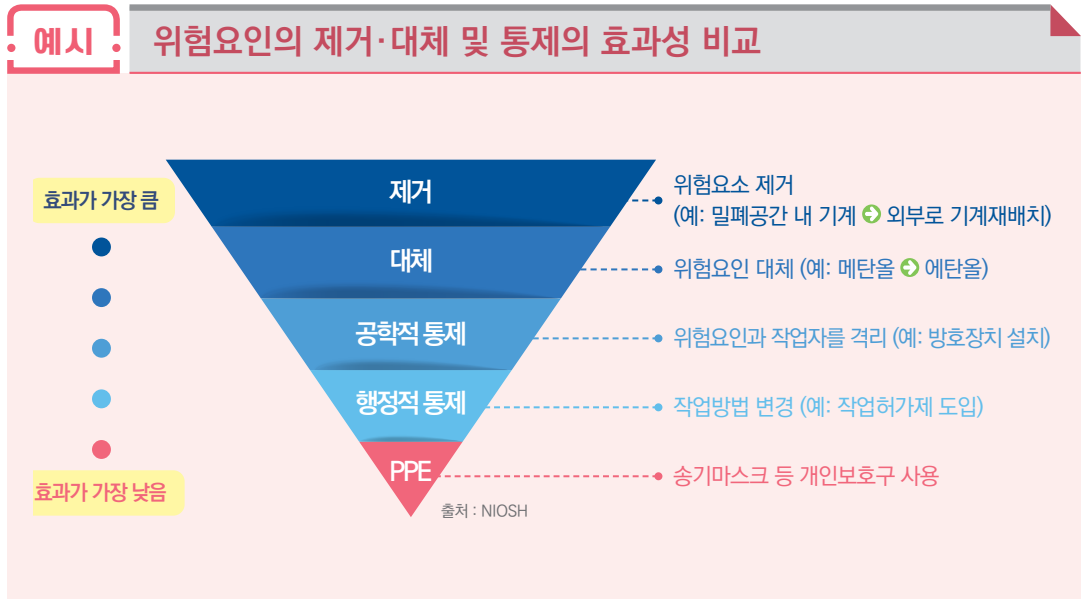 예시
위험요인의 제거·대체 및 통제의 효과성 비교
효과가 가장 큼
제거
위험요소 제거
(예: 밀폐공간 내 기계 ➲ 외부로 기계재배치)
대체
위험요인 대체 (예: 메탄올 ➲ 에탄올)
공학적 통제
위험요인과 작업자를 격리 (예: 방호장치 설치)
행정적 통제
작업방법 변경 (예: 작업허가제 도입)
PPE
송기마스크 등 개인보호구 사용
효과가 가장 낮음
출처 : NIOSH